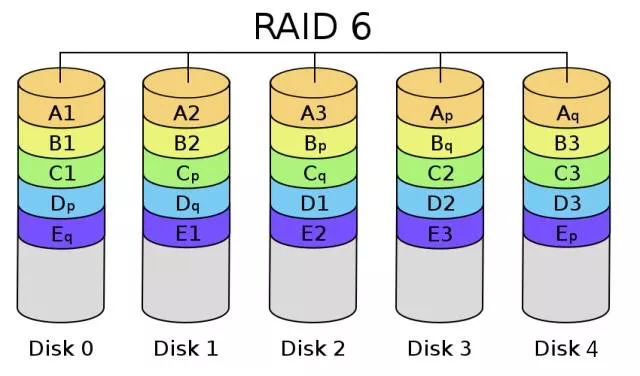 RAID 6
A1 A2 A3 Ap Aq
B1 B2 Bp Bq B3
C1 Cp Cq C2 C3
Dp Dq D1 D2 D3
Eq E1 E2 E3 Ep
Disk 0 Disk 1 Disk 2 Disk 3 Disk 4